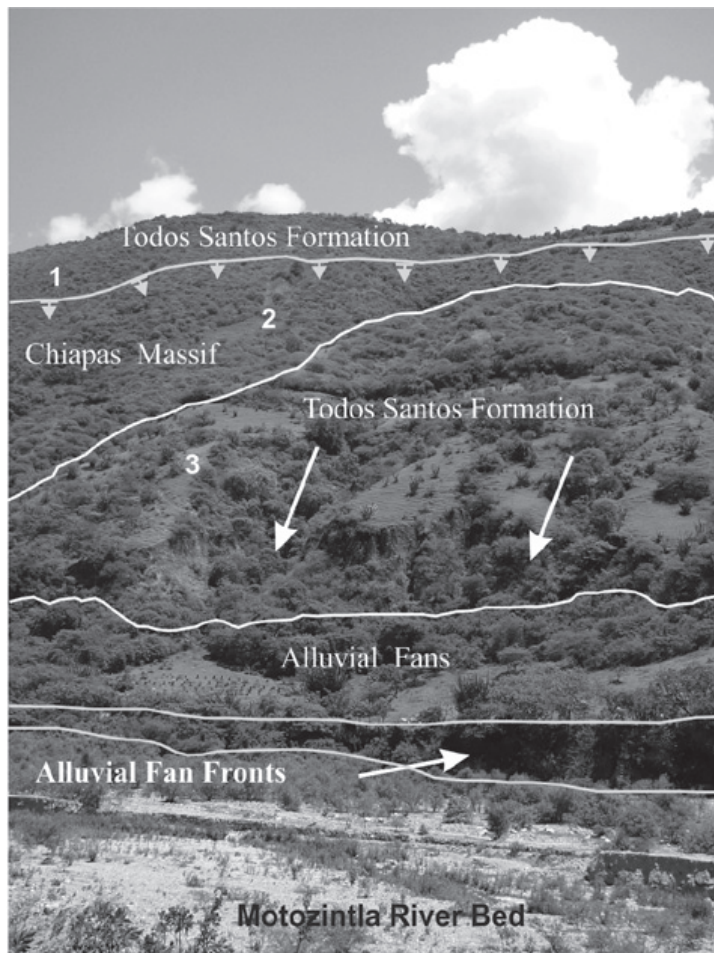 Todos Santos Formation
1
2
Chiapas Massif
Todos Santos Formation
3
Alluvial Fans
Alluvial Fan Fronts
Motozintla River Bed